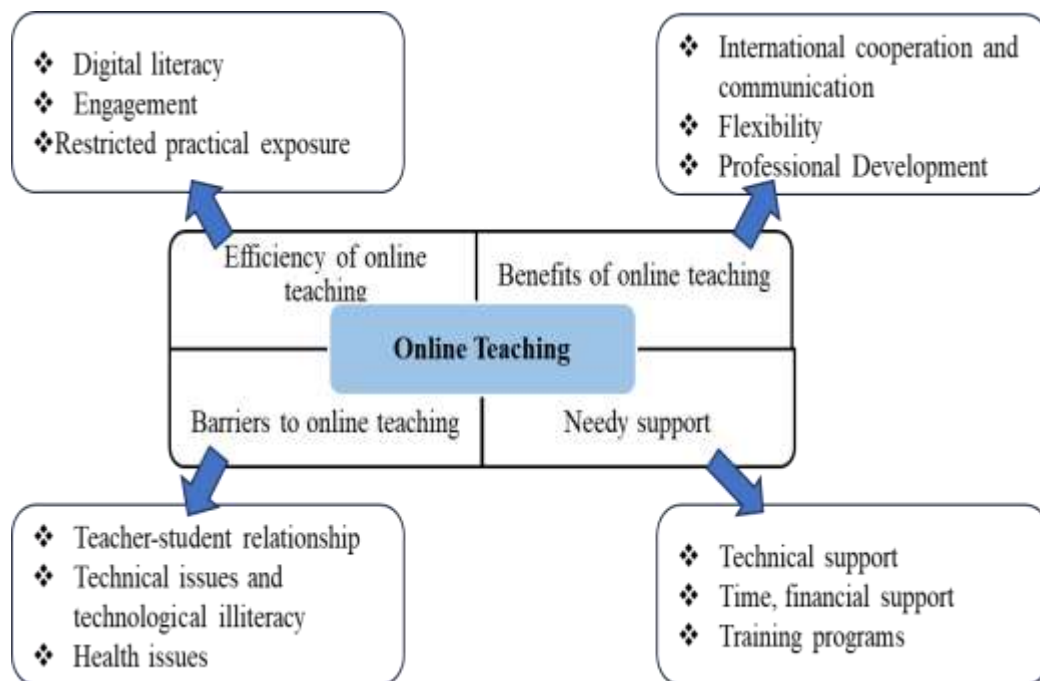 ❖ Digital literacy
❖ Engagement
❖Restricted practical exposure
❖ International cooperation and
communication
❖ Flexibility
❖ Professional Development
Efficiency of online
teaching
Benefits of online teaching
Online Teaching
Barriers to online teaching
Needy support
❖ Teacher-student relationship
❖ Technical issues and
technological illiteracy
❖ Health issues
❖ Technical support
❖ Time, financial support
❖ Training programs